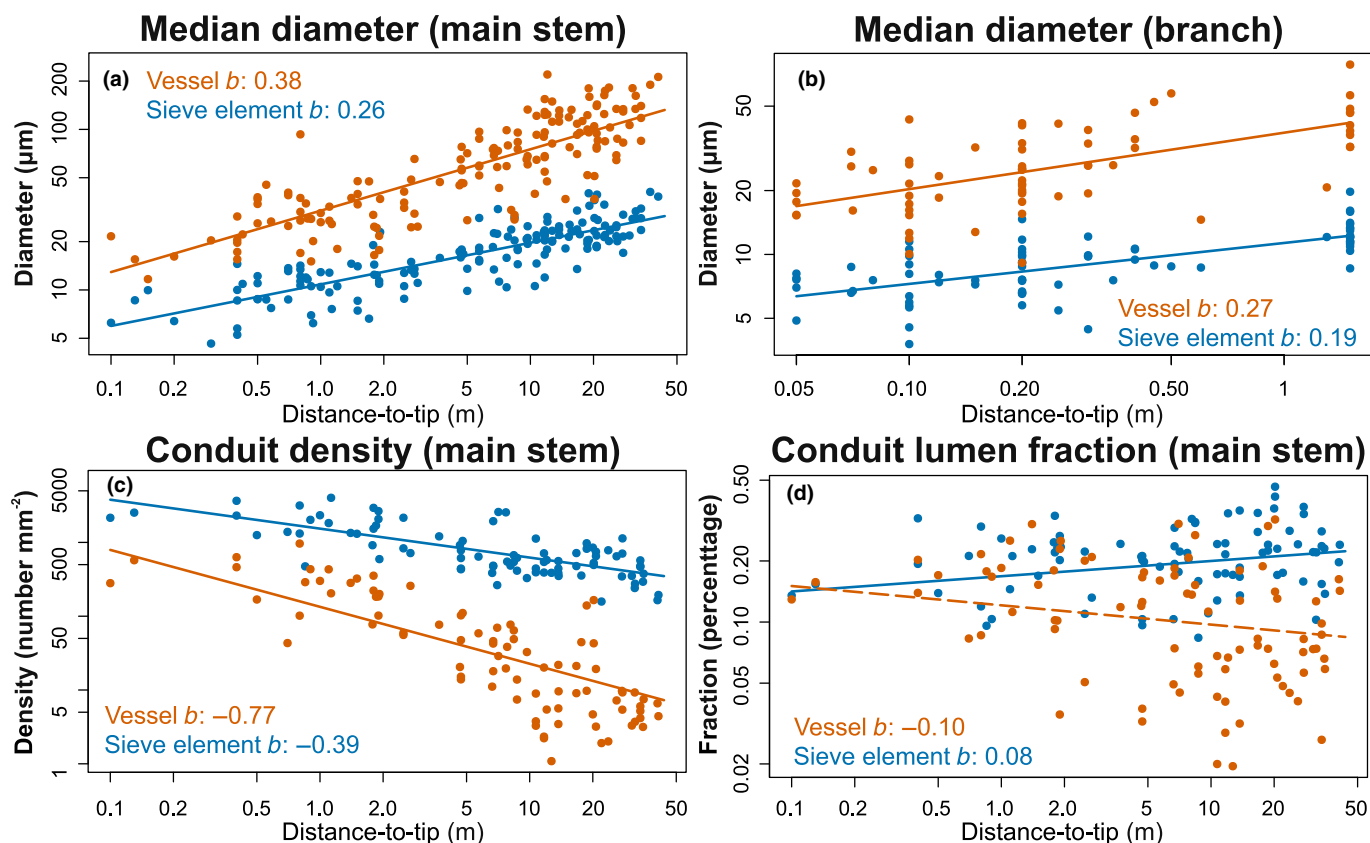 Median diameter (main stem)
(a)
Vessel b: 0.38
Sieve element b: 0.26
Diameter (µm)
200
100
50
20
10
5
0.1 0.2 0.5 1.0 2.0 5 10 20 50
Distance-to-tip (m)
Median diameter (branch)
(b)
Vessel b: 0.27
Sieve element b: 0.19
Diameter (µm)
50
20
10
5
0.05 0.10 0.20 0.50 1
Distance-to-tip (m)
Conduit density (main stem)
(c)
Vessel b: –0.77
Sieve element b: –0.39
Density (number mm-2)
5000
500
50
5
1
0.1 0.2 0.5 1.0 2.0 5 10 20 50
Distance-to-tip (m)
Conduit lumen fraction (main stem)
(d)
Vessel b: –0.10
Sieve element b: 0.08
Fraction (percenttage)
0.50
0.20
0.10
0.05
0.02
0.1 0.2 0.5 1.0 2.0 5 10 20 50
Distance-to-tip (m)